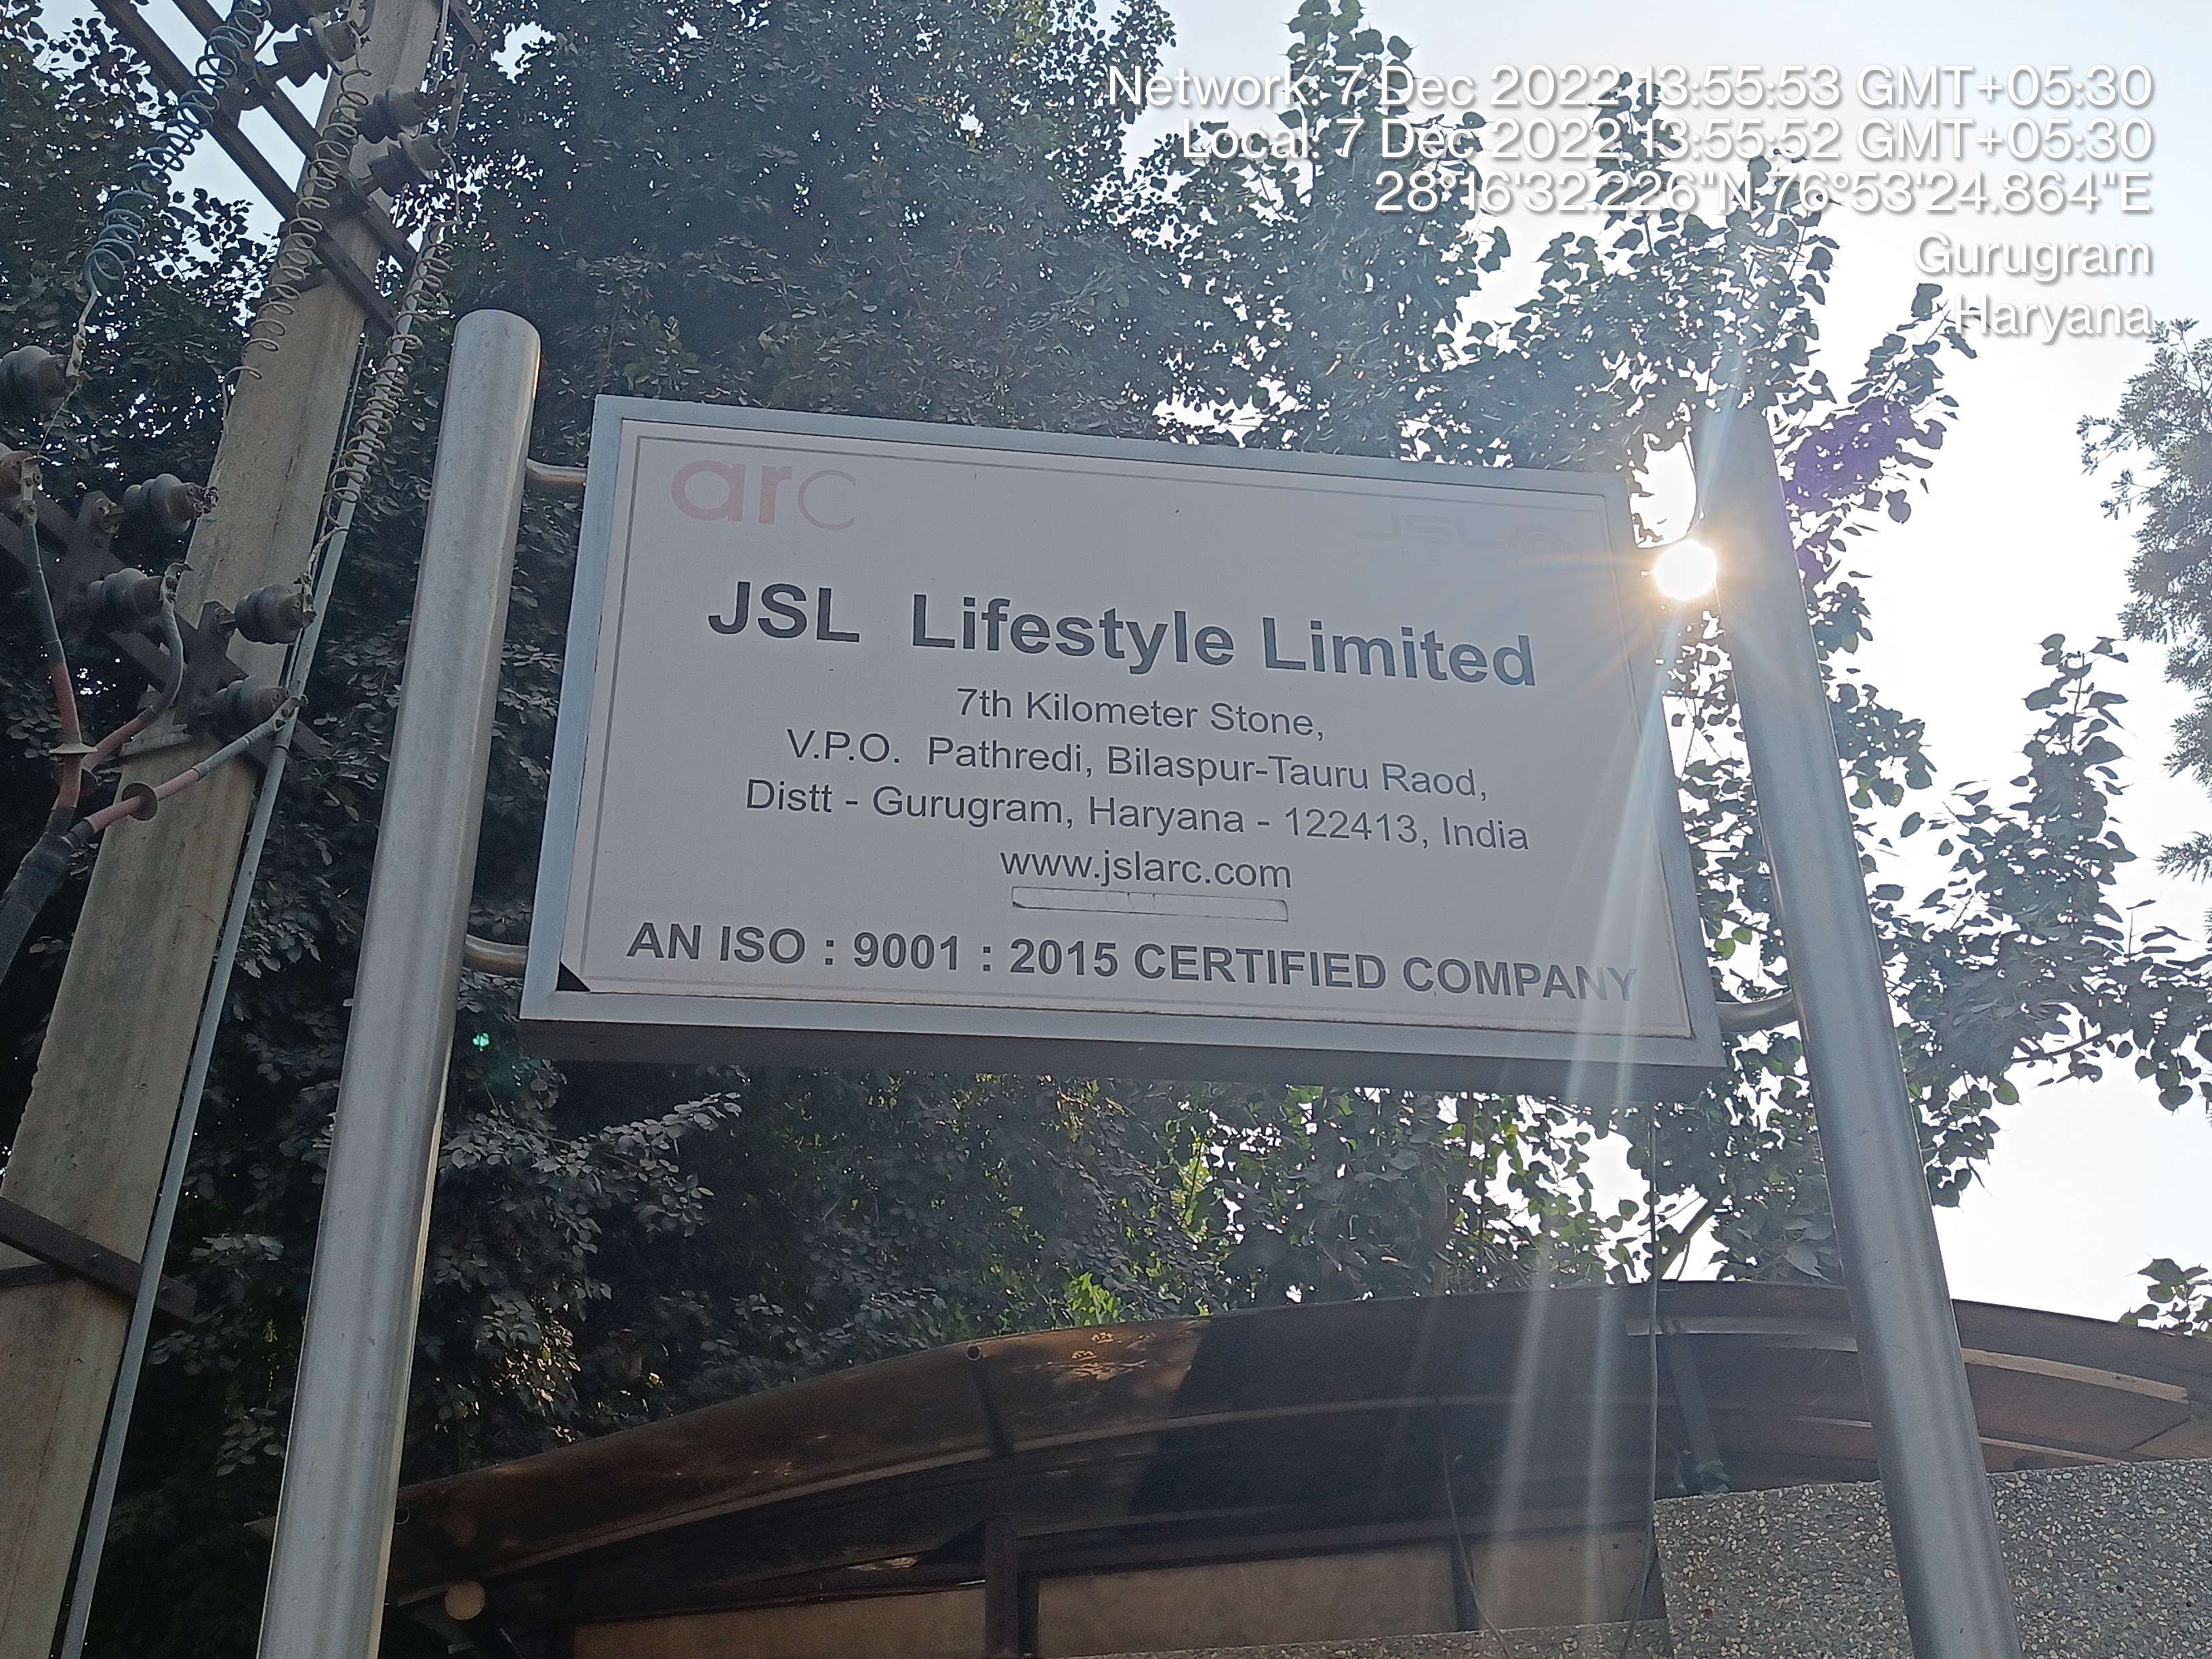 Network: 7 Dec 2022 13:55:53 GMT+05:30
Local: 7 Dec 2022 13:55:52 GMT+05:30
28°16'32.226"N 76°53'24.864"E
Gurugram
Haryana
arc
JSL Lifestyle Limited
7th Kilometer Stone,
V.P.O. Pathredi, Bilaspur-Tauru Raod,
Distt - Gurugram, Haryana - 122413, India
www.jslarc.com
AN ISO : 9001 : 2015 CERTIFIED COMPANY